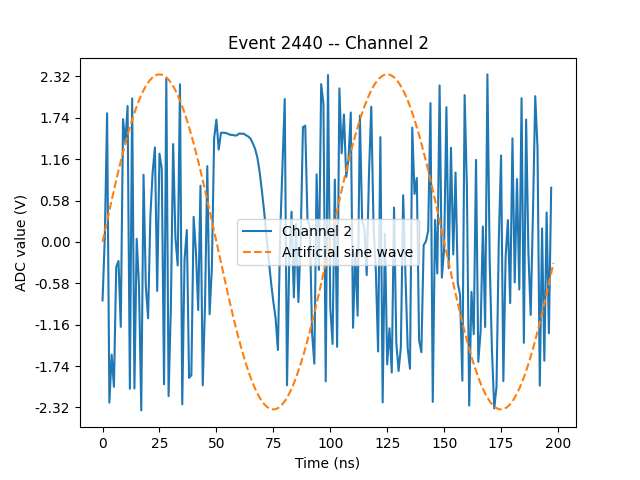 Event 2440 -- Channel 2
ADC value (V)
2.32
1.74
1.16
0.58
0.00
-0.58
-1.16
-1.74
-2.32
Channel 2
Artificial sine wave
0 25 50 75 100 125 150 175 200
Time (ns)